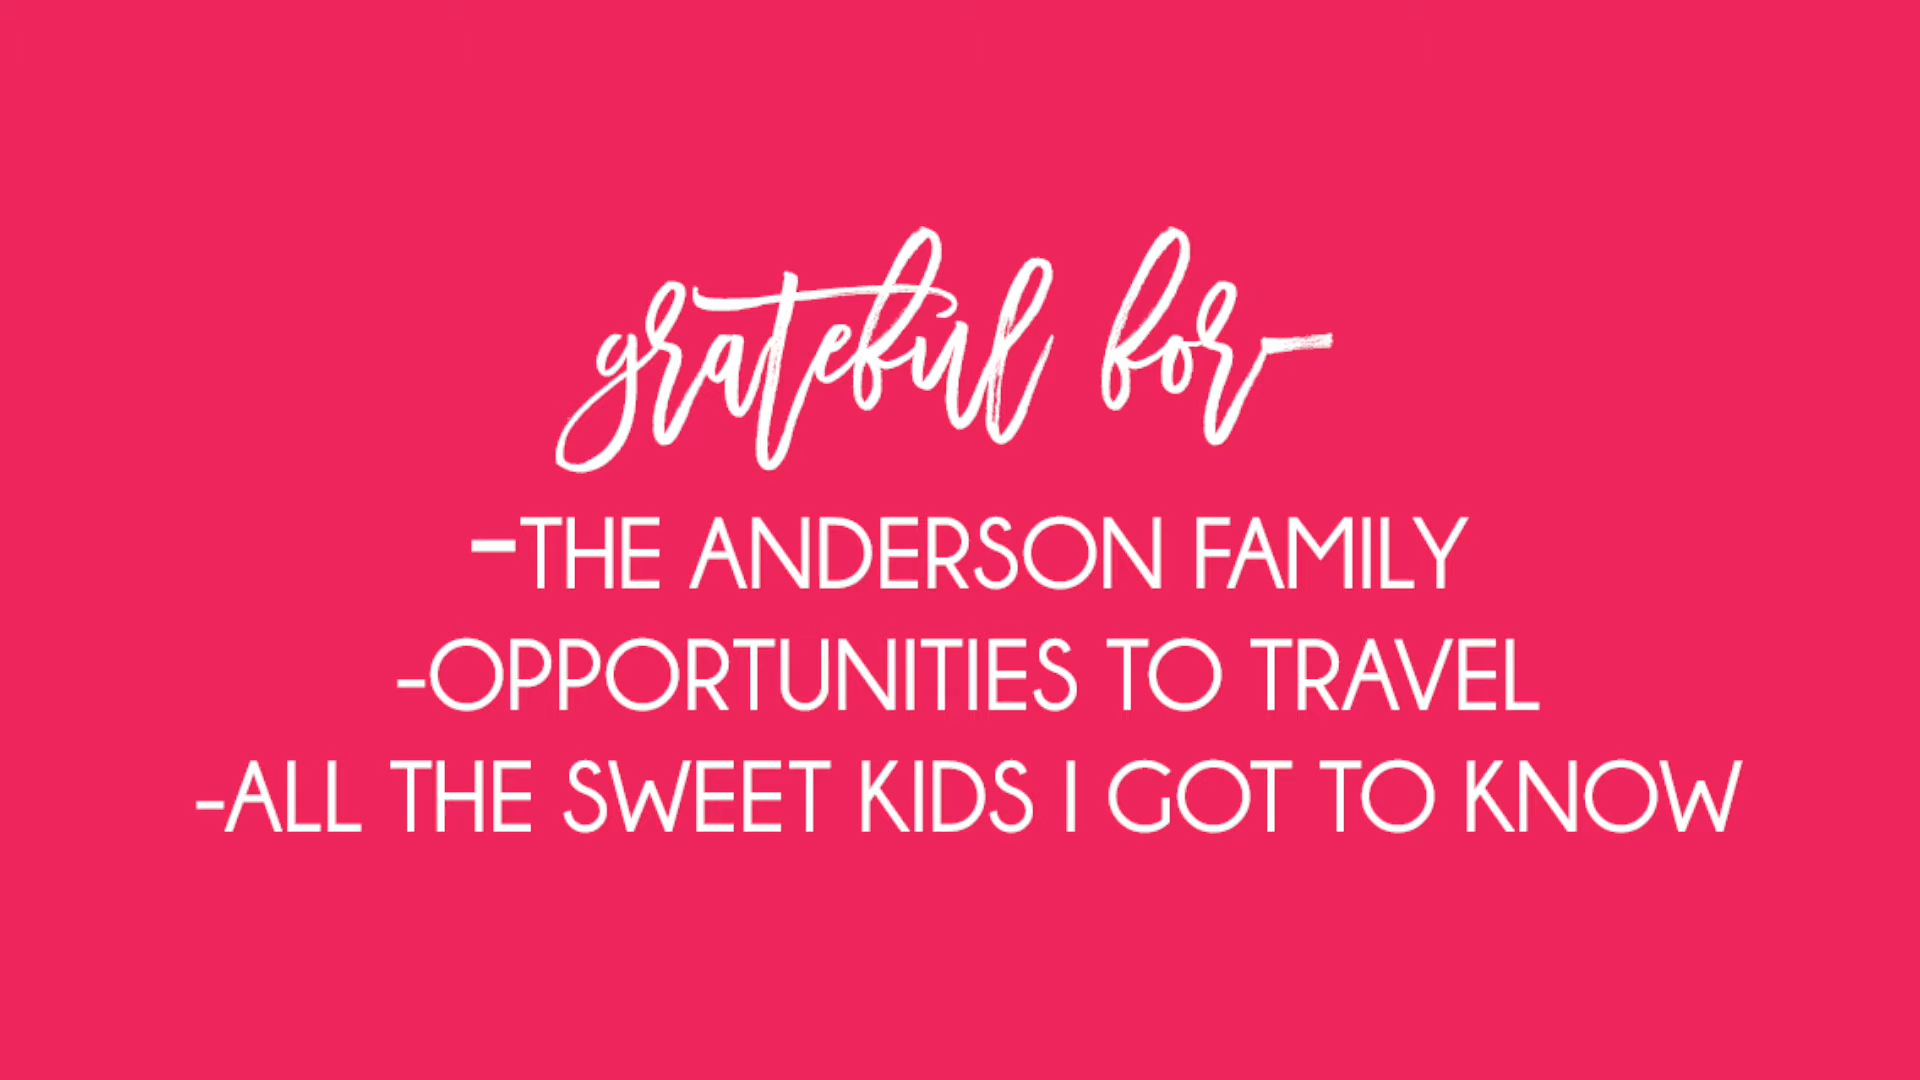 grateful for-
-THE ANDERSON FAMILY
-OPPORTUNITIES TO TRAVEL
-ALL THE SWEET KIDS I GOT TO KNOW